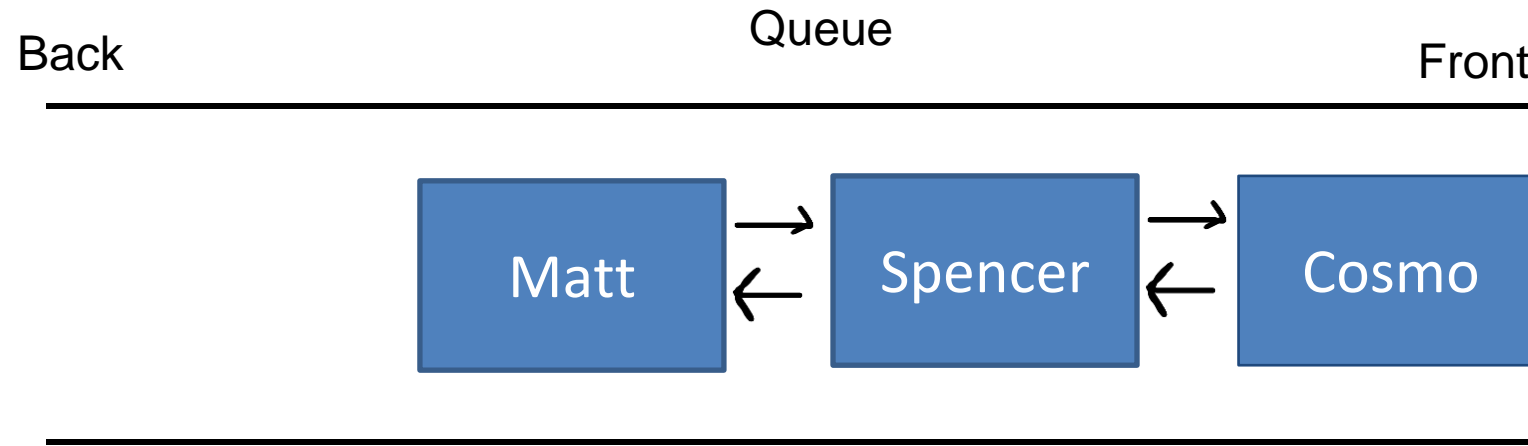 Queue
Back
Front
Matt
Spencer
Cosmo